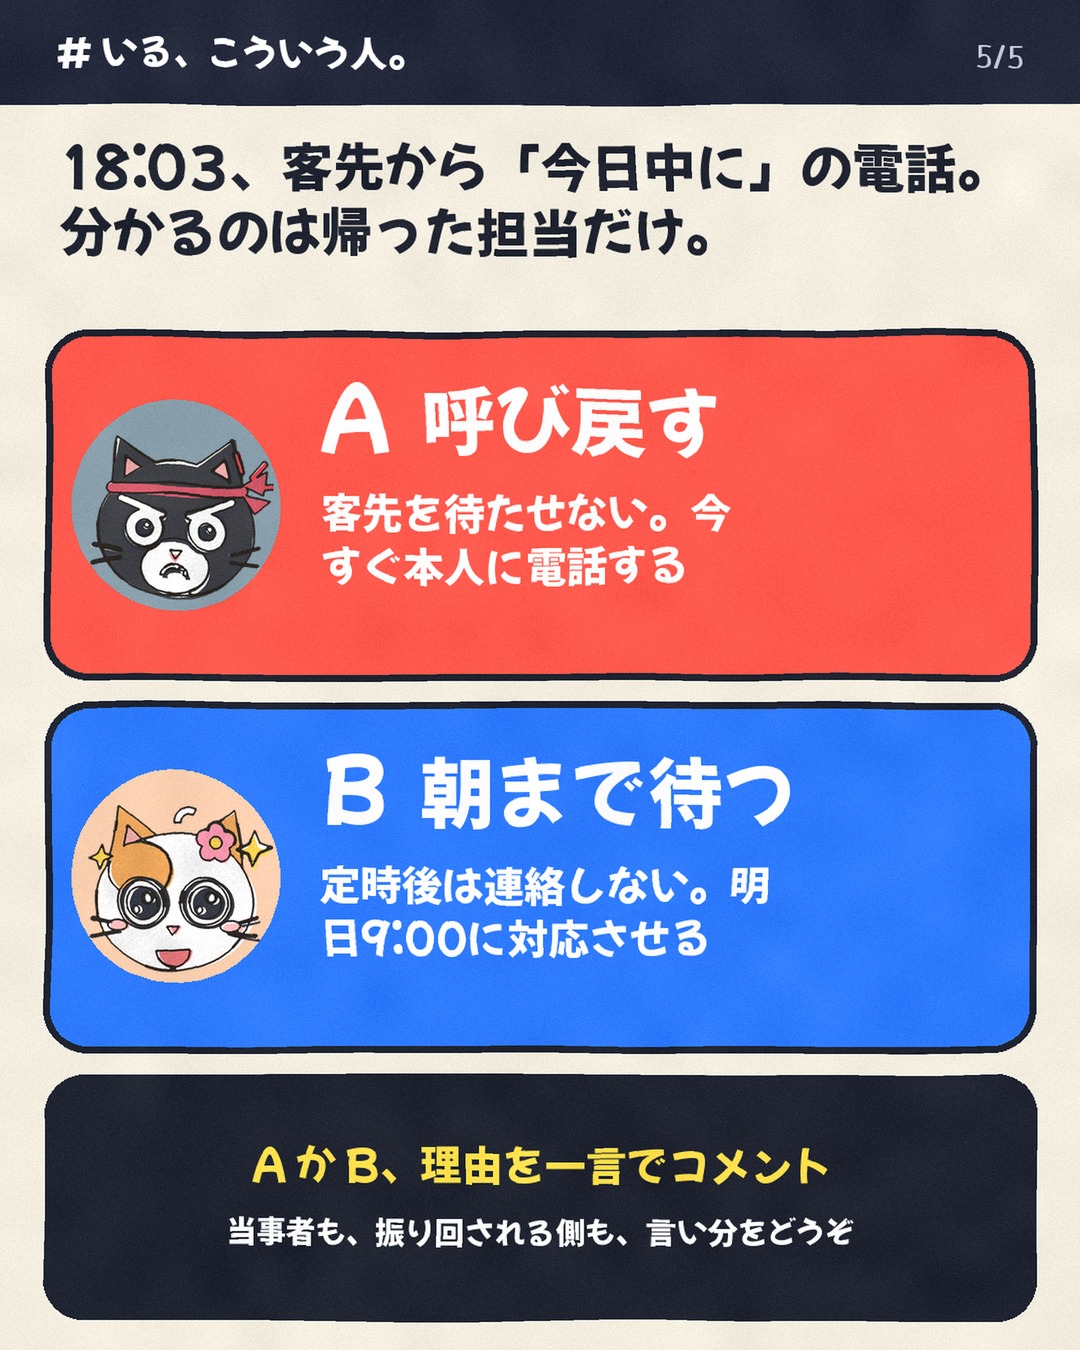 #いる、こういう人。
5/5
18:03、客先から「今日中に」の電話。
分かるのは帰った担当だけ。
A 呼び戻す
客先を待たせない。今
すぐ本人に電話する
B 朝まで待つ
定時後は連絡しない。明
日9:00に対応させる
AかB、理由を一言でコメント
当事者も、振り回される側も、言い分をどうぞ